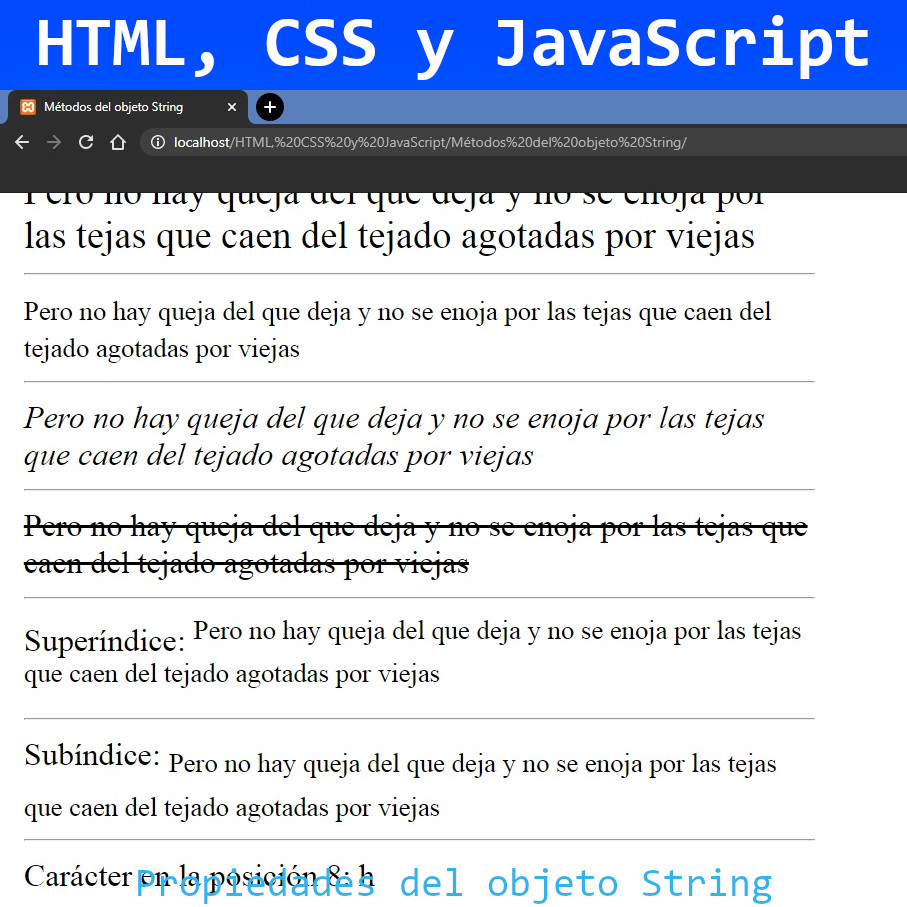 HTML, CSS y JavaScript
Métodos del objeto String
localhost/HTML,%20CSS%20y%20JavaScript/Métodos%20del%20objeto%20String/
Pero no hay queja del que deja y no se enoja por
las tejas que caen del tejado agotadas por viejas
Pero no hay queja del que deja y no se enoja por las tejas que caen del
tejado agotadas por viejas
Pero no hay queja del que deja y no se enoja por las tejas
que caen del tejado agotadas por viejas
Pero no hay queja del que deja y no se enoja por las tejas que
caen del tejado agotadas por viejas
Superíndice: Pero no hay queja del que deja y no se enoja por las tejas
que caen del tejado agotadas por viejas
Subíndice: Pero no hay queja del que deja y no se enoja por las tejas
que caen del tejado agotadas por viejas
Carácter en la posición 8: h
Propiedades del objeto String